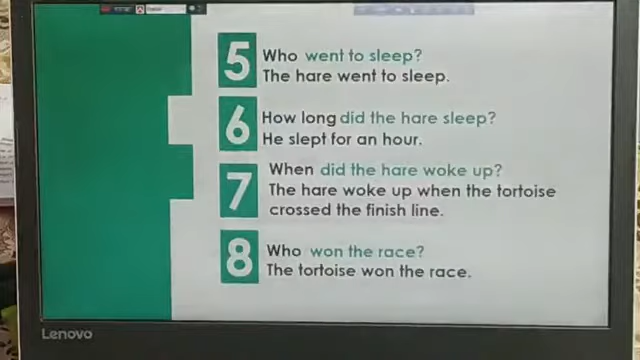 5
Who went to sleep?
The hare went to sleep.
6
How long did the hare sleep?
He slept for an hour.
7
When did the hare woke up?
The hare woke up when the tortoise
crossed the finish line.
8
Who won the race?
The tortoise won the race.
Lenovo